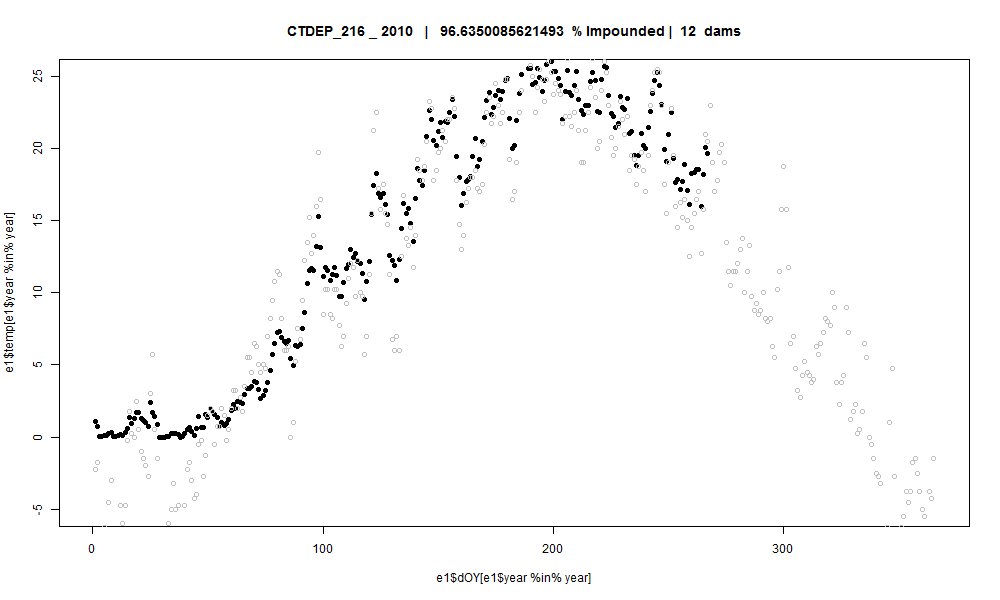 CTDEP_216 _ 2010 | 96.6350085621493 % Impounded | 12 dams
e1$temp[e1$year %in% year]
25
20
15
10
5
0
-5
0 100 200 300
e1$dOY[e1$year %in% year]